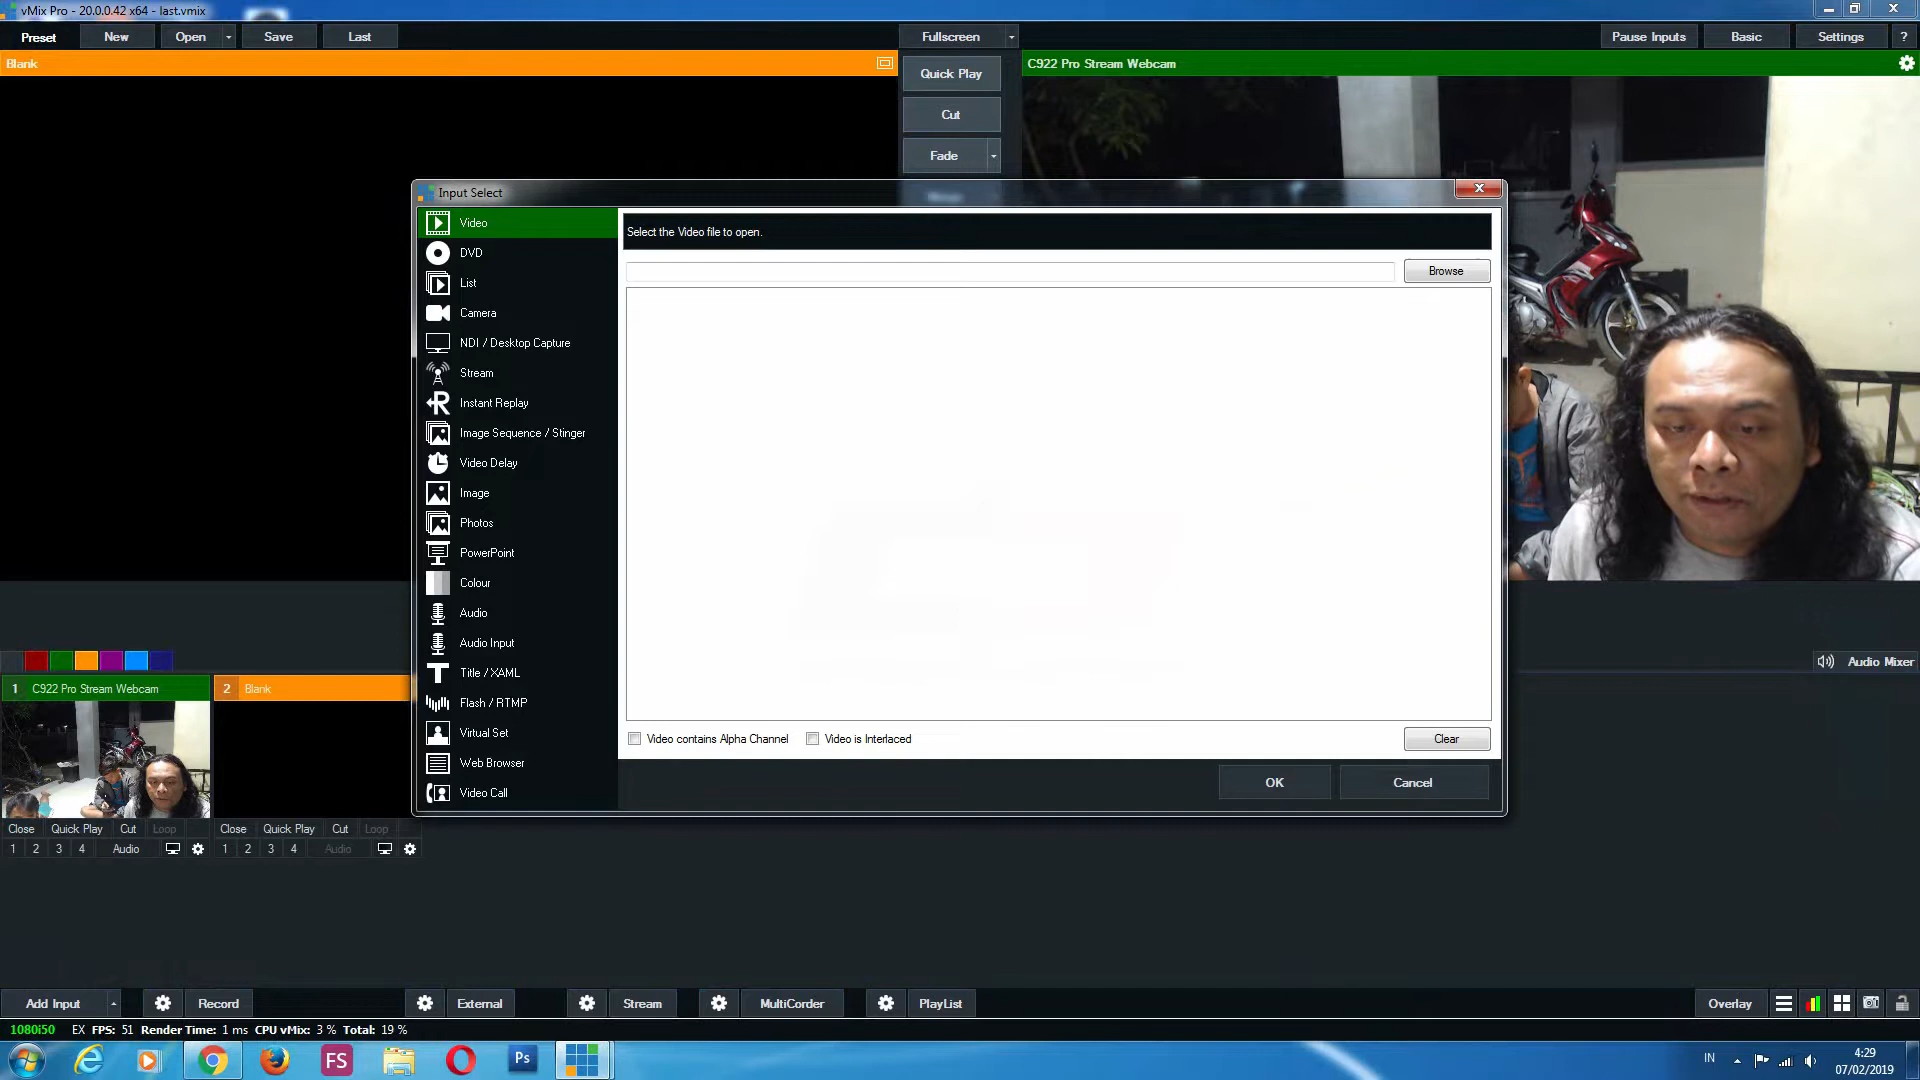 vMix Pro - 20.0.0.42 x64 - last.vmix
Preset New Open Save Last Fullscreen Pause Inputs Basic Settings ?
Blank
C922 Pro Stream Webcam
Quick Play
Cut
Fade
Input Select
Video
DVD
List
Camera
NDI / Desktop Capture
Stream
Instant Replay
Image Sequence / Stinger
Video Delay
Image
Photos
PowerPoint
Colour
Audio
Audio Input
Title / XAML
Flash / RTMP
Virtual Set
Web Browser
Video Call
Select the Video file to open.
Browse
Video contains Alpha Channel Video is Interlaced Clear
OK Cancel
Audio Mixer
1 C922 Pro Stream Webcam 2 Blank
Close Quick Play Cut Loop Close Quick Play Cut Loop
1 2 3 4 Audio 1 2 3 4 Audio
Add Input Record External Stream MultiCorder PlayList Overlay
1080i50 EX FPS: 51 Render Time: 1 ms CPU vMix: 3 % Total: 19 %
FS Ps IN 4:29
07/02/2019